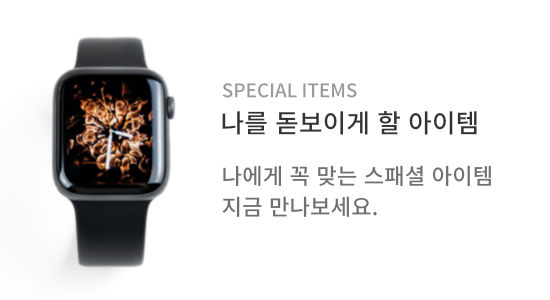 SPECIAL ITEMS
나를 돋보이게 할 아이템
나에게 꼭 맞는 스패셜 아이템
지금 만나보세요.